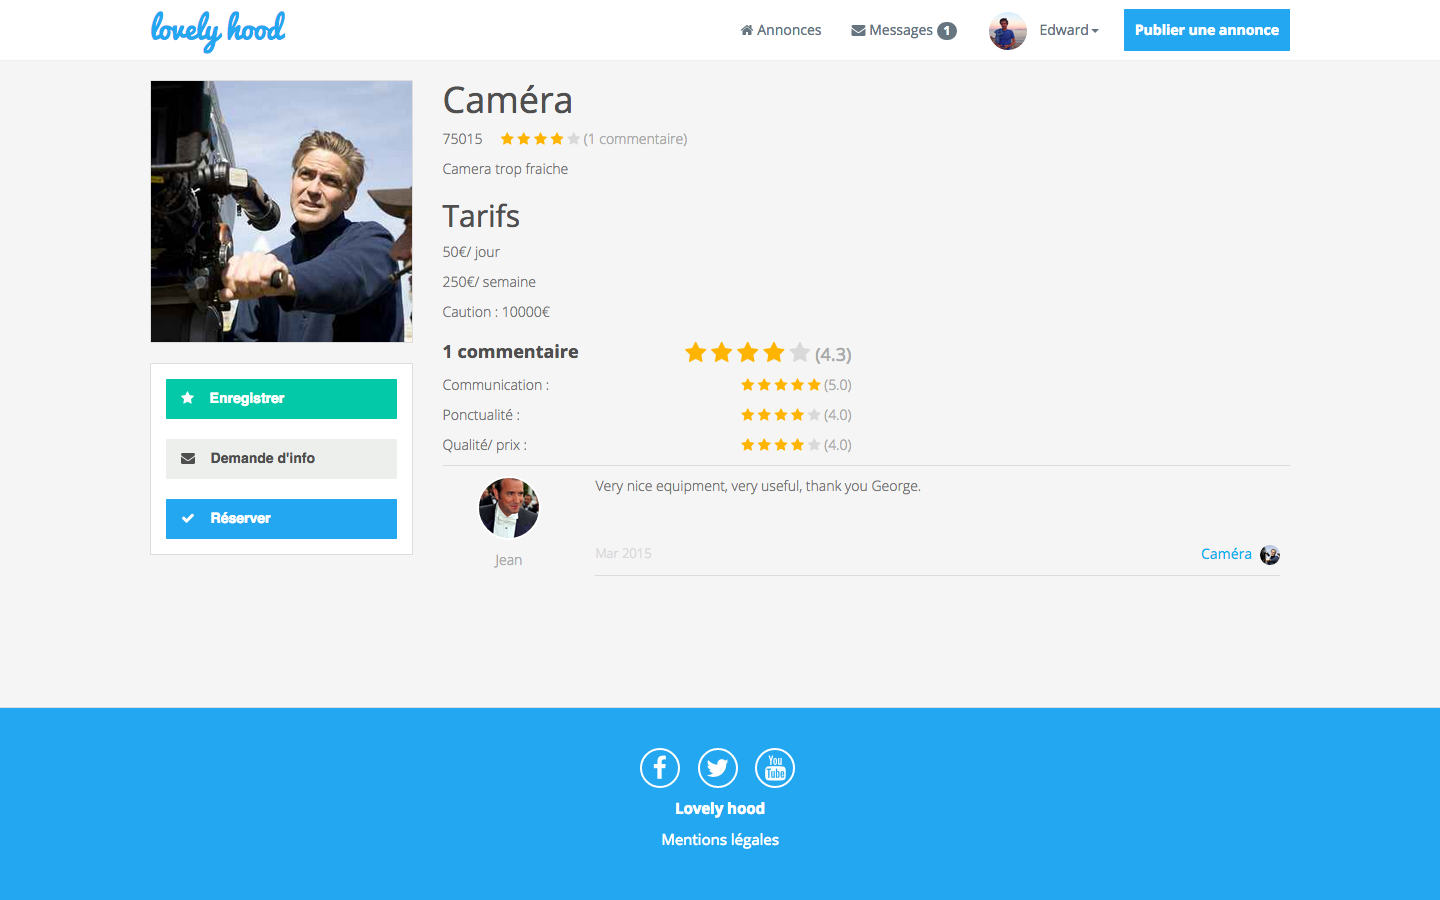 lovely hood
Annonces Messages 1 Edward Publier une annonce
Caméra
75015 (1 commentaire)
Camera trop fraiche
Tarifs
50€/ jour
250€/ semaine
Caution : 10000€
1 commentaire (4.3)
Communication : (5.0)
Ponctualité : (4.0)
Qualité/ prix : (4.0)
Enregistrer
Demande d'info
Réserver
Very nice equipment, very useful, thank you George.
Jean
Mar 2015 Caméra
You
Tube
Lovely hood
Mentions légales